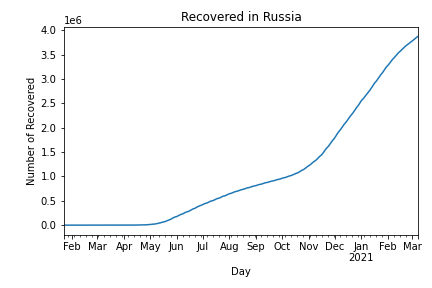 Recovered in Russia
1e6
4.0
3.5
3.0
2.5
2.0
1.5
1.0
0.5
0.0
Number of Recovered
Feb Mar Apr May Jun Jul Aug Sep Oct Nov Dec Jan Feb Mar
2021
Day